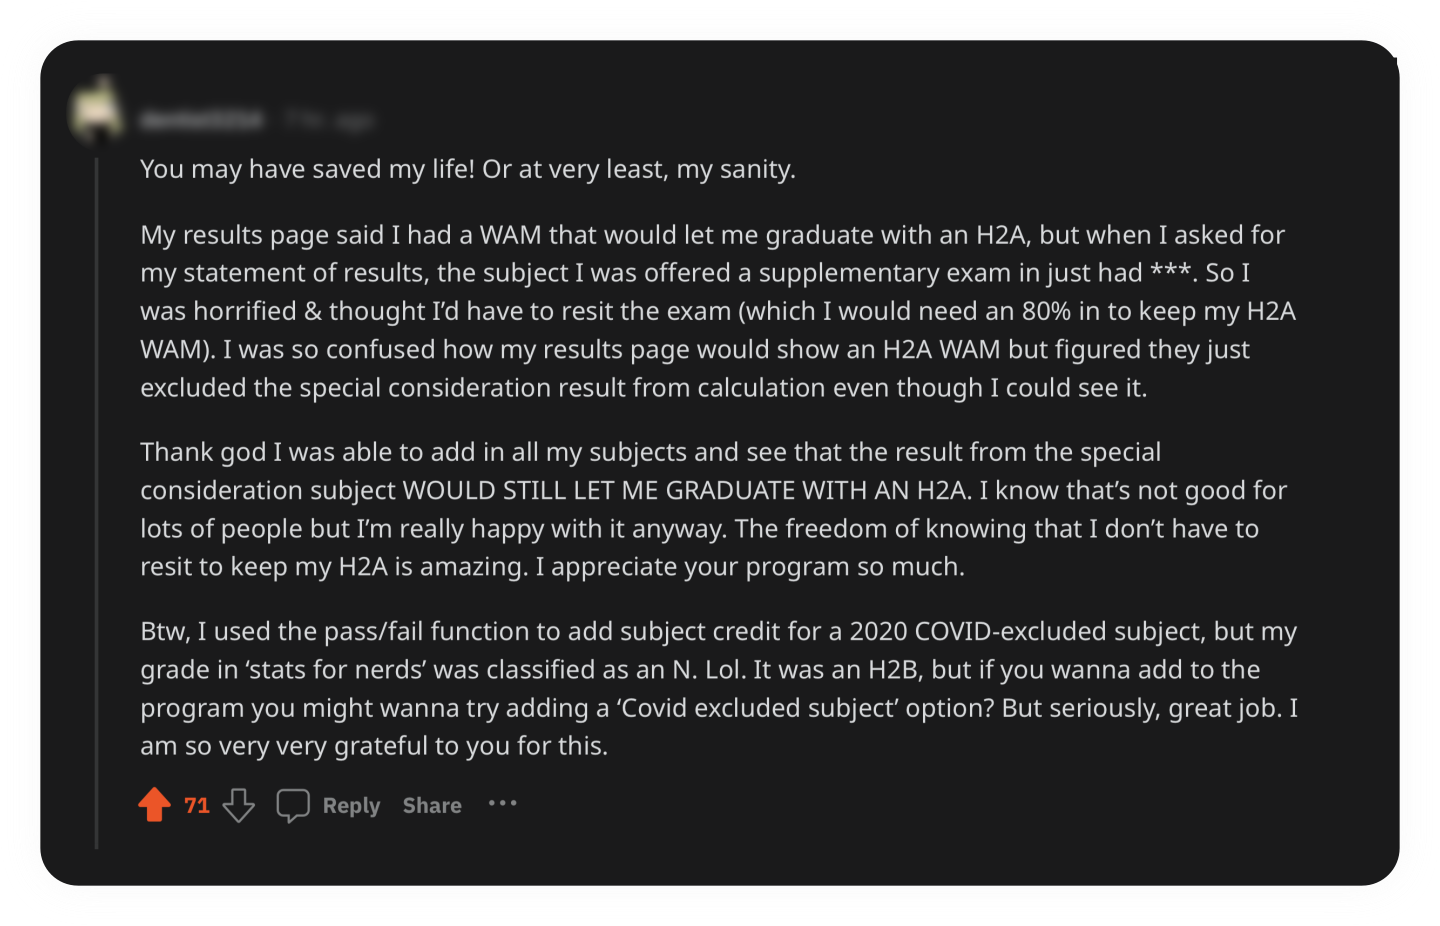 You may have saved my life! Or at very least, my sanity.
My results page said I had a WAM that would let me graduate with an H2A, but when I asked for
my statement of results, the subject I was offered a supplementary exam in just had ***. So I
was horrified & thought I’d have to resit the exam (which I would need an 80% in to keep my H2A
WAM). I was so confused how my results page would show an H2A WAM but figured they just
excluded the special consideration result from calculation even though I could see it.
Thank god I was able to add in all my subjects and see that the result from the special
consideration subject WOULD STILL LET ME GRADUATE WITH AN H2A. I know that’s not good for
lots of people but I’m really happy with it anyway. The freedom of knowing that I don’t have to
resit to keep my H2A is amazing. I appreciate your program so much.
Btw, I used the pass/fail function to add subject credit for a 2020 COVID-excluded subject, but my
grade in ‘stats for nerds’ was classified as an N. Lol. It was an H2B, but if you wanna add to the
program you might wanna try adding a ‘Covid excluded subject’ option? But seriously, great job. I
am so very very grateful to you for this.
71 Reply Share